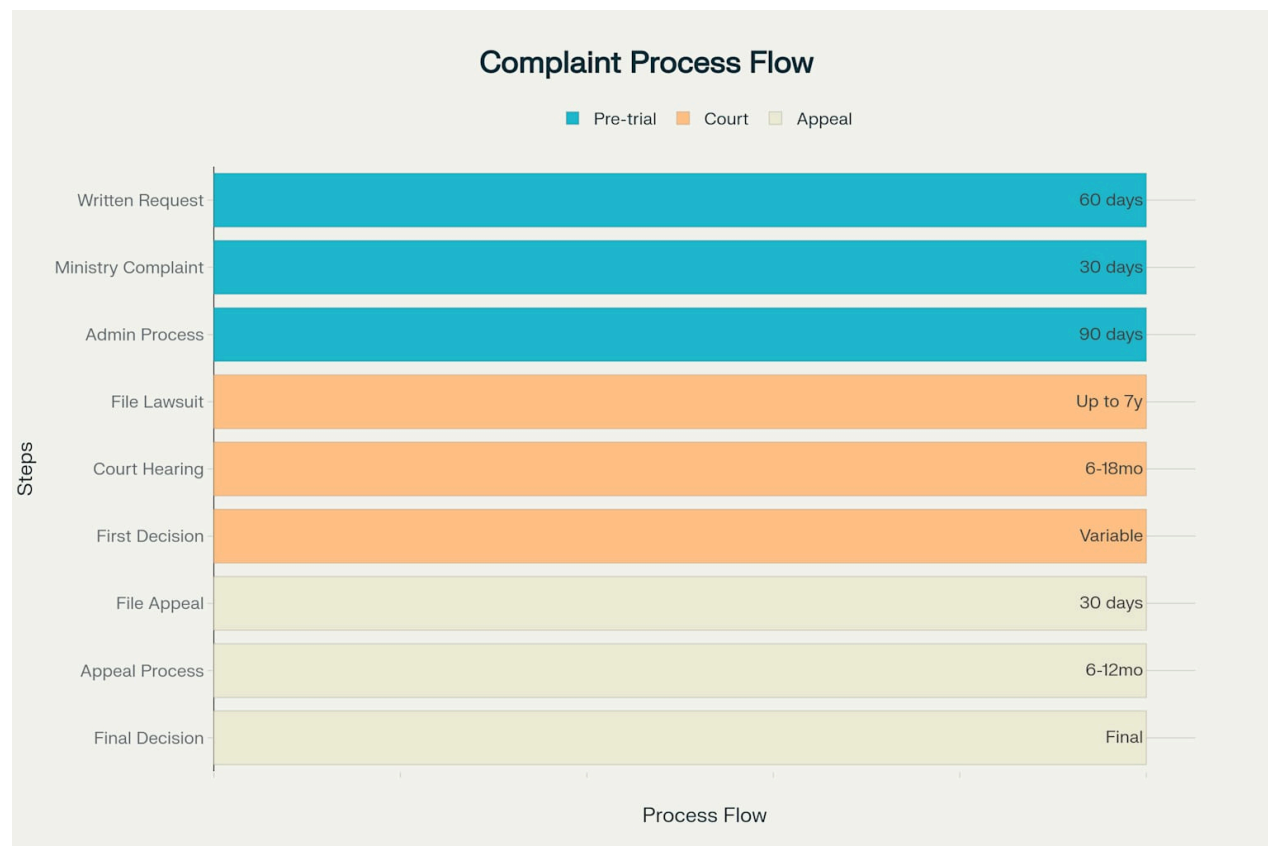 Complaint Process Flow
Pre-trial Court Appeal
Written Request 60 days
Ministry Complaint 30 days
Admin Process 90 days
File Lawsuit Up to 7y
Court Hearing 6-18mo
First Decision Variable
File Appeal 30 days
Appeal Process 6-12mo
Final Decision Final
Steps
Process Flow